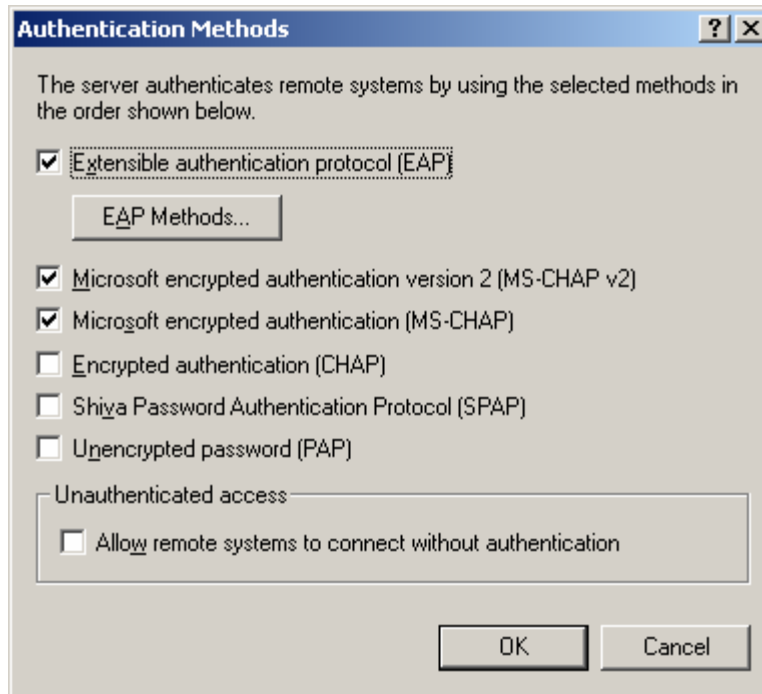 Authentication Methods
The server authenticates remote systems by using the selected methods in
the order shown below.
Extensible authentication protocol (EAP)
EAP Methods...
Microsoft encrypted authentication version 2 (MS-CHAP v2)
Microsoft encrypted authentication (MS-CHAP)
Encrypted authentication (CHAP)
Shiva Password Authentication Protocol (SPAP)
Unencrypted password (PAP)
Unauthenticated access
Allow remote systems to connect without authentication
OK Cancel